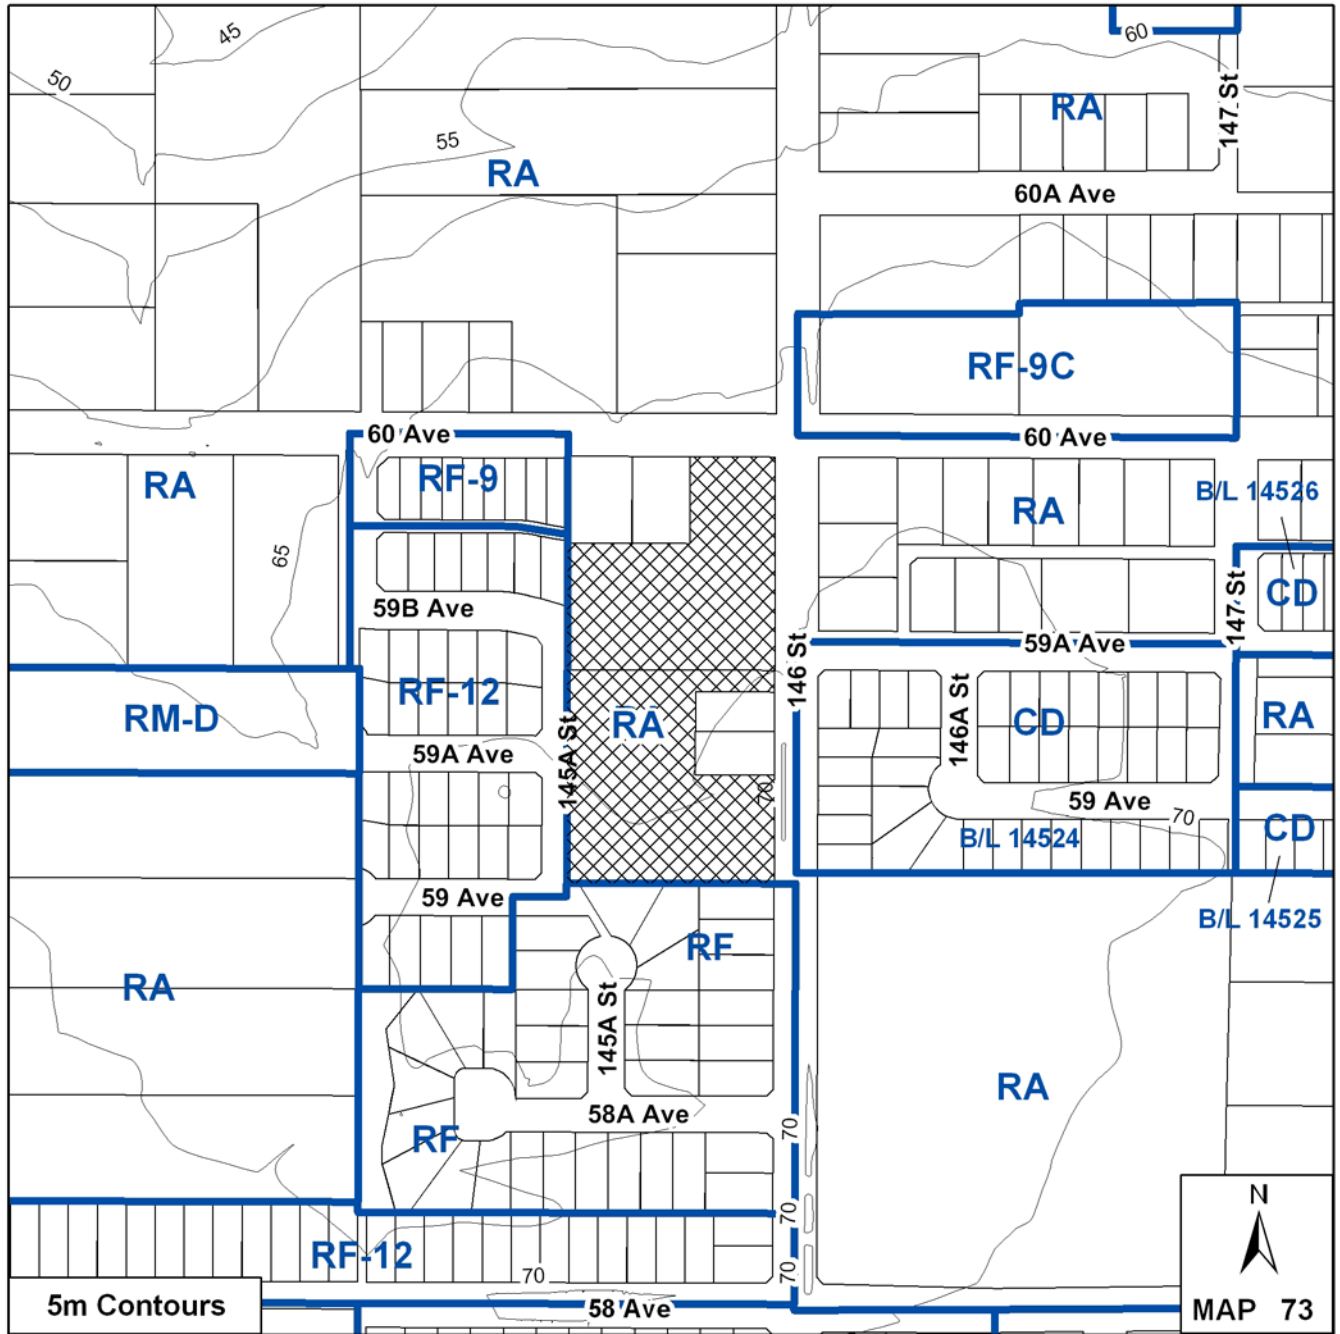 45
60
50
147 St
RA
55
RA
60A Ave
RF-9C
60 Ave
60 Ave
RF-9
RA
B/L 14526
RA
65
CD
147 St
59B Ave
59A Ave
146 St
RF-12
RM-D
RA
146A St
CD
RA
59A Ave
145A St
70
59 Ave
70
CD
B/L 14524
59 Ave
B/L 14525
RF
RA
145A St
RA
58A Ave
70
RF
N
70
RF-12
70
70
5m Contours
58 Ave
MAP 73